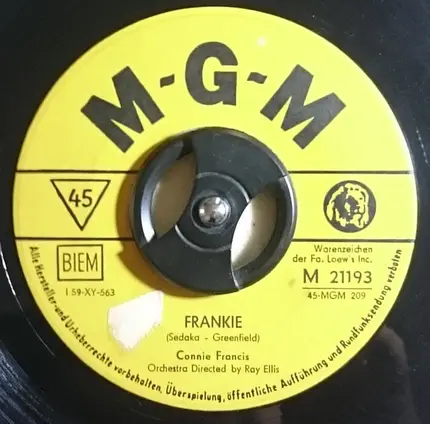 M-G-M
45
BIEM
I 59-XY-563
Warenzeichen
der Fa. Loew's Inc.
M 21193
45-MGM 209
FRANKIE
(Sedaka - Greenfield)
Connie Francis
Orchestra Directed by Ray Ellis
Alle Hersteller-und Urheberrechte vorbehalten, Überspielung, öffentliche Aufführung und Rundfunksendung verboten